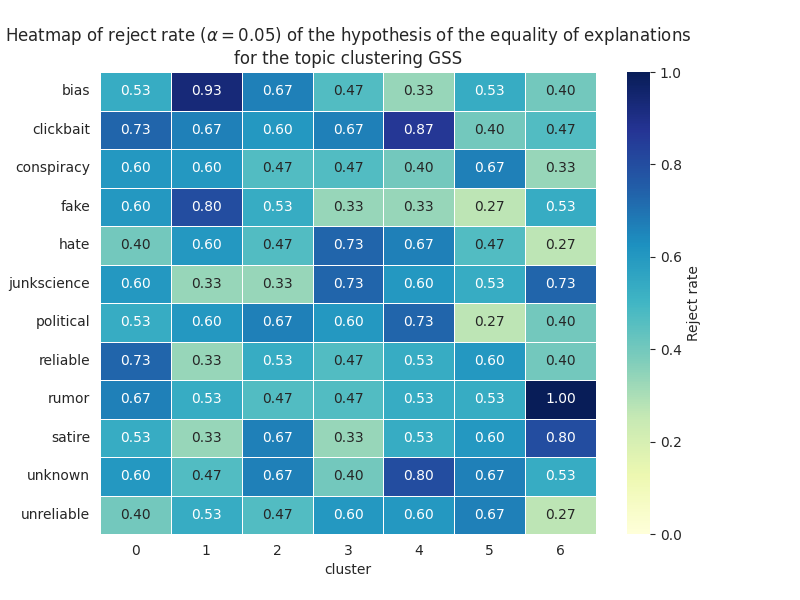 Heatmap of reject rate (α = 0.05) of the hypothesis of the equality of explanations
for the topic clustering GSS
bias 0.53 0.93 0.67 0.47 0.33 0.53 0.40
clickbait 0.73 0.67 0.60 0.67 0.87 0.40 0.47
conspiracy 0.60 0.60 0.47 0.47 0.40 0.67 0.33
fake 0.60 0.80 0.53 0.33 0.33 0.27 0.53
hate 0.40 0.60 0.47 0.73 0.67 0.47 0.27
junkscience 0.60 0.33 0.33 0.73 0.60 0.53 0.73
political 0.53 0.60 0.67 0.60 0.73 0.27 0.40
reliable 0.73 0.33 0.53 0.47 0.53 0.60 0.40
rumor 0.67 0.53 0.47 0.47 0.53 0.53 1.00
satire 0.53 0.33 0.67 0.33 0.53 0.60 0.80
unknown 0.60 0.47 0.67 0.40 0.80 0.67 0.53
unreliable 0.40 0.53 0.47 0.60 0.60 0.67 0.27
0 1 2 3 4 5 6
cluster
1.0
0.8
0.6
0.4
0.2
0.0
Reject rate